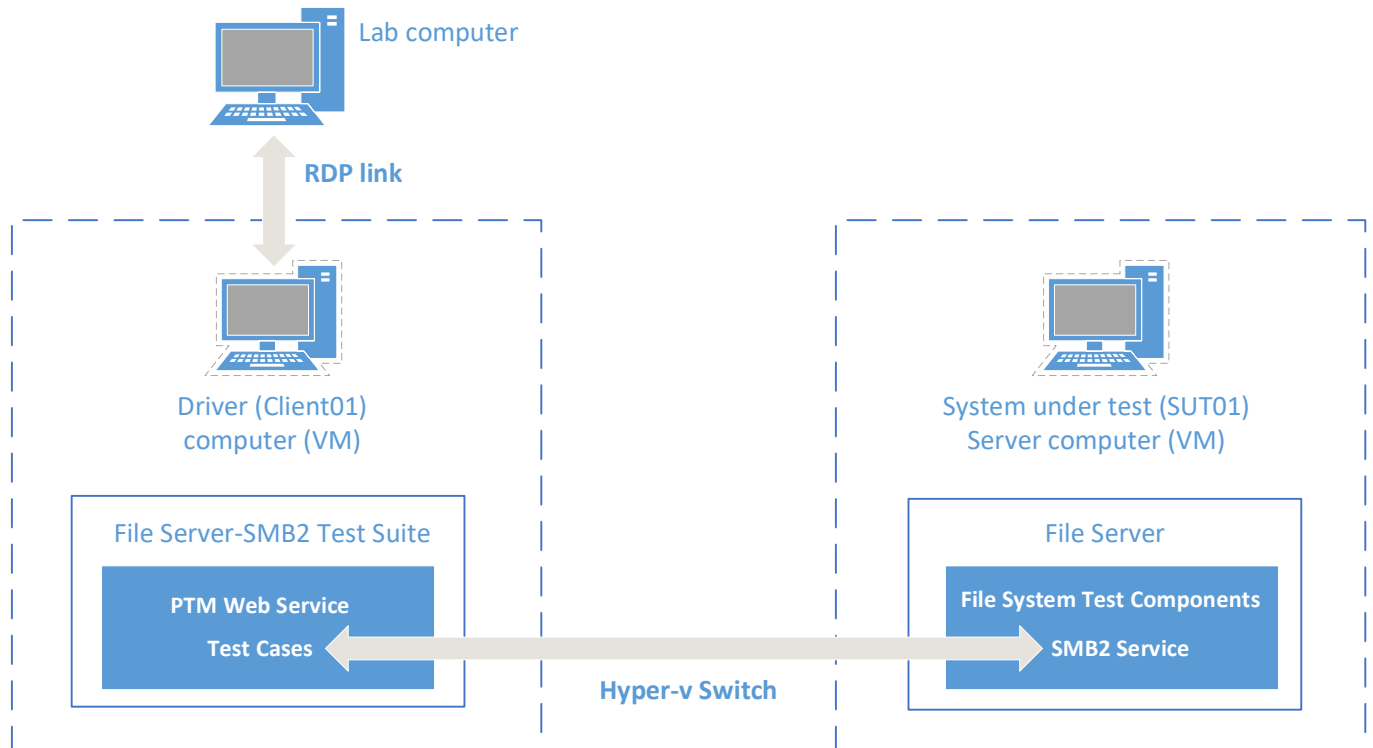 Lab computer
RDP link
Driver (Client01)
computer (VM)
System under test (SUT01)
Server computer (VM)
File Server-SMB2 Test Suite
PTM Web Service
Test Cases
File Server
File System Test Components
SMB2 Service
Hyper-v Switch